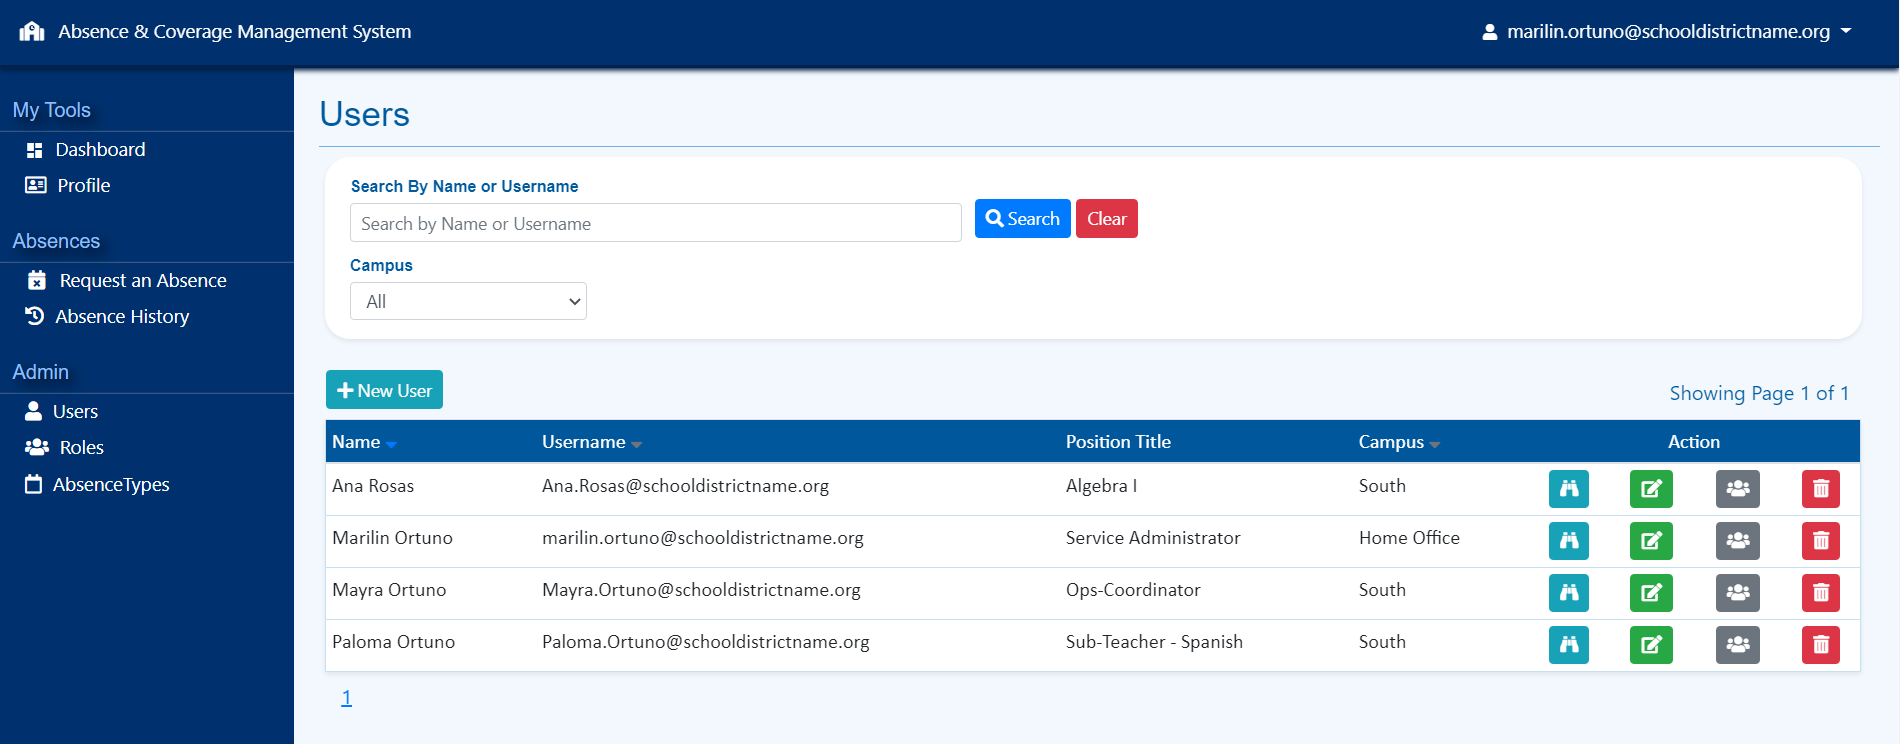 Absence & Coverage Management System
marilin.ortuno@schooldistrictname.org
My Tools
Dashboard
Profile
Absences
Request an Absence
Absence History
Admin
Users
Roles
AbsenceTypes
Users
Search By Name or Username
Search by Name or Username
Search
Clear
Campus
All
New User
Showing Page 1 of 1
Name Username Position Title Campus Action
Ana Rosas Ana.Rosas@schooldistrictname.org Algebra I South
Marilin Ortuno marilin.ortuno@schooldistrictname.org Service Administrator Home Office
Mayra Ortuno Mayra.Ortuno@schooldistrictname.org Ops-Coordinator South
Paloma Ortuno Paloma.Ortuno@schooldistrictname.org Sub-Teacher - Spanish South
1